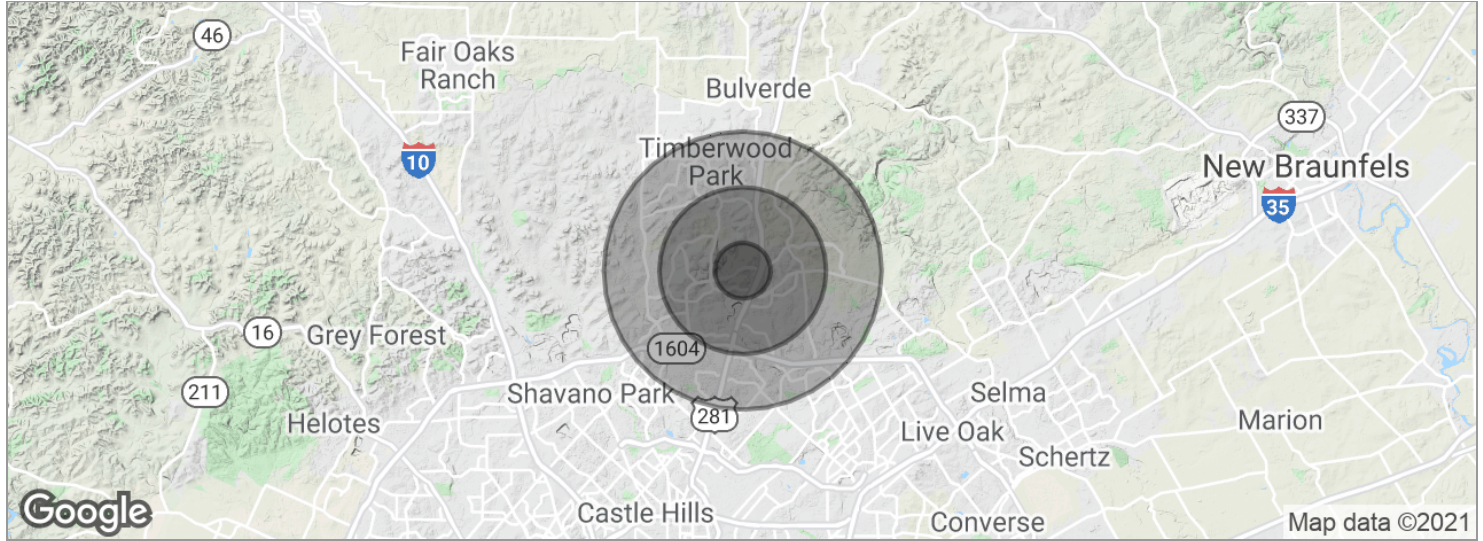 46
Fair Oaks
Ranch
Bulverde
337
Timberwood
Park
10
New Braunfels
35
16
Grey Forest
1604
211
Shavano Park
Selma
281
Helotes
Live Oak
Marion
Schertz
Castle Hills
Converse
Google
Map data ©2021